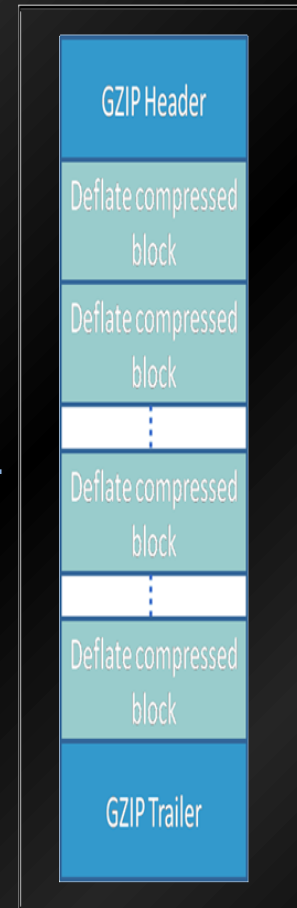 GZIP Header
Deflate compressed
block
Deflate compressed
block
Deflate compressed
block
Deflate compressed
block
GZIP Trailer